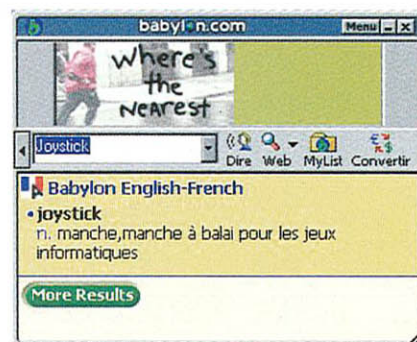 babylon.com
Menu
Where's
the
Nearest
Joystick
Dire Web MyList Convertir
Babylon English-French
• joystick
n. manche,manche à balai pour les jeux
informatiques
More Results